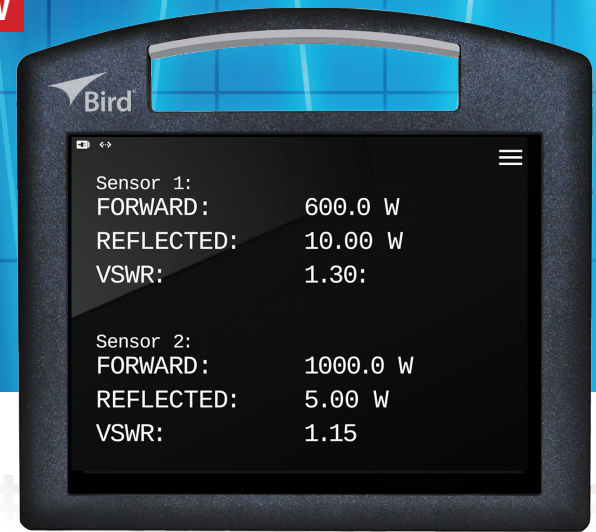 Bird
Sensor 1:
FORWARD: 600.0 W
REFLECTED: 10.00 W
VSWR: 1.30:
Sensor 2:
FORWARD: 1000.0 W
REFLECTED: 5.00 W
VSWR: 1.15